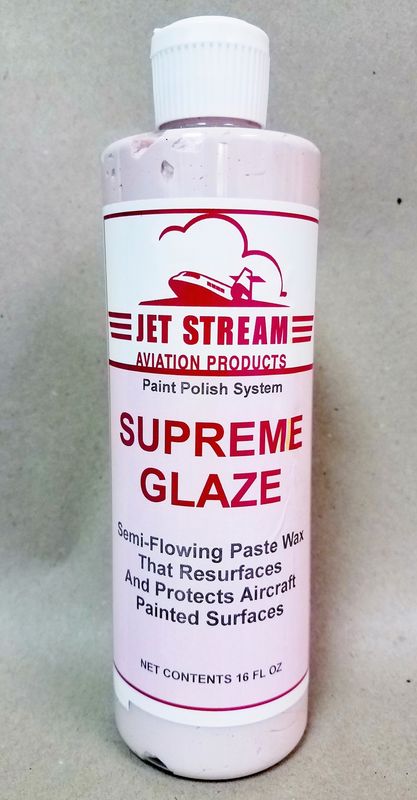 JET STREAM
AVIATION PRODUCTS
Paint Polish System
SUPREME
GLAZE
Semi-Flowing Paste Wax
That Resurfaces
And Protects Aircraft
Painted Surfaces
NET CONTENTS 16 FL OZ